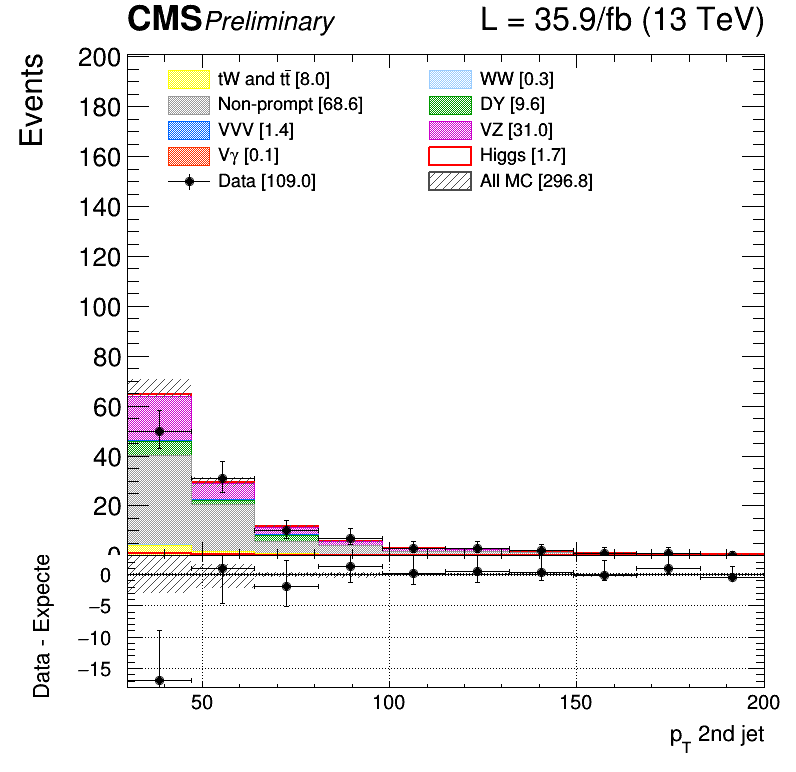 CMS Preliminary L = 35.9/fb (13 TeV)
Events
200
180
160
140
120
100
80
60
40
20
0
tW and tt̄ [8.0]
WW [0.3]
Non-prompt [68.6]
DY [9.6]
VVV [1.4]
VZ [31.0]
Vγ [0.1]
Higgs [1.7]
Data [109.0]
All MC [296.8]
Data - Expecte
0
−5
−10
−15
50 100 150 200
p_T 2nd jet